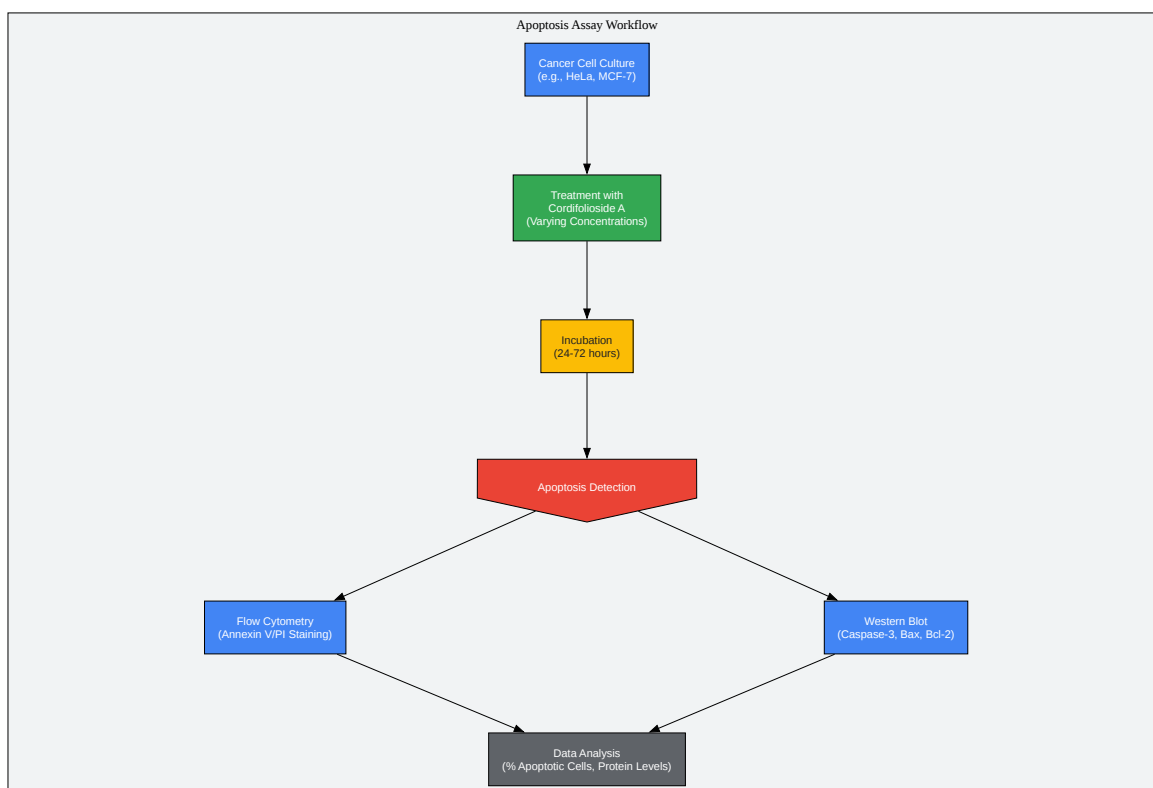 Apoptosis Assay Workflow
Cancer Cell Culture
(e.g., HeLa, MCF-7)
Treatment with
Cordifolioside A
(Varying Concentrations)
Incubation
(24-72 hours)
Apoptosis Detection
Flow Cytometry
(Annexin V/PI Staining)
Western Blot
(Caspase-3, Bax, Bcl-2)
Data Analysis
(% Apoptotic Cells, Protein Levels)